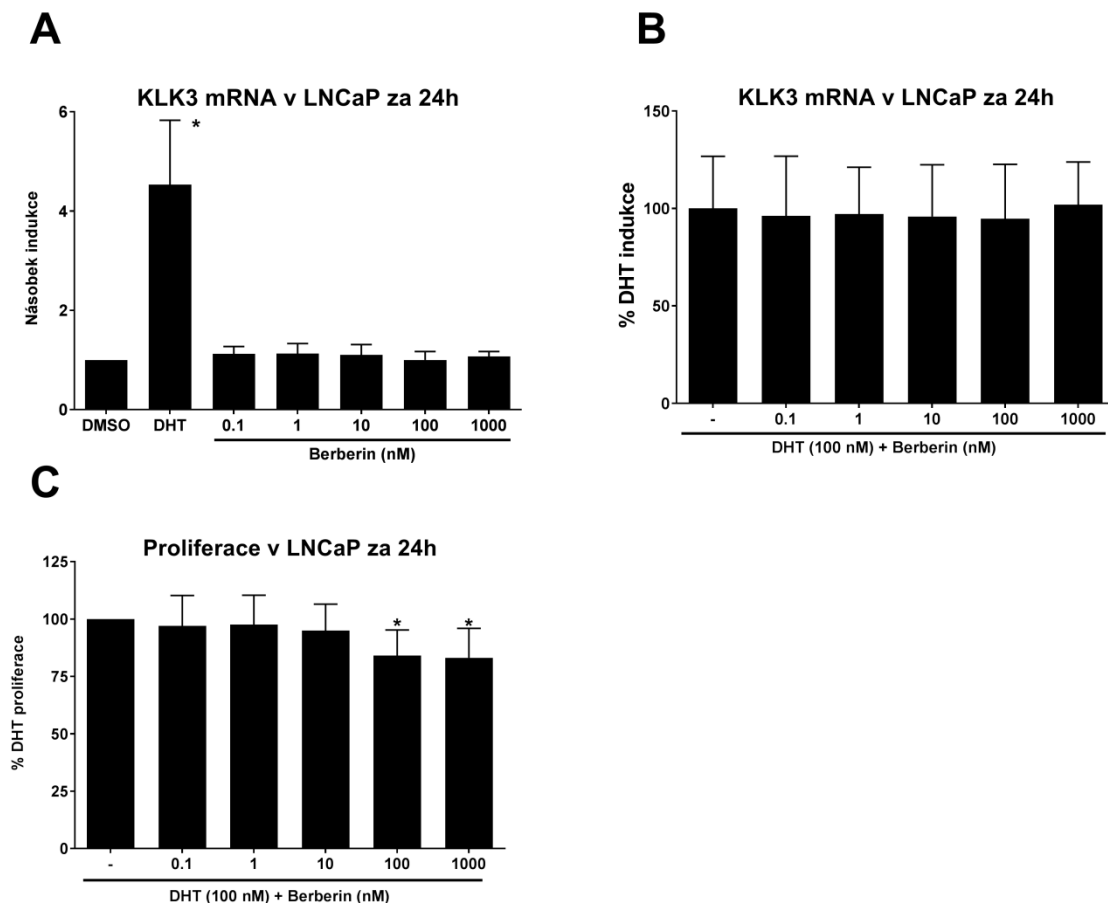 A
KLK3 mRNA v LNCaP za 24h
Násobek indukce
6
4
2
0
*
DMSO DHT 0.1 1 10 100 1000
Berberin (nM)
B
KLK3 mRNA v LNCaP za 24h
% DHT indukce
150
100
50
0
- 0.1 1 10 100 1000
DHT (100 nM) + Berberin (nM)
C
Proliferace v LNCaP za 24h
% DHT proliferace
125
100
75
50
25
0
* *
- 0.1 1 10 100 1000
DHT (100 nM) + Berberin (nM)